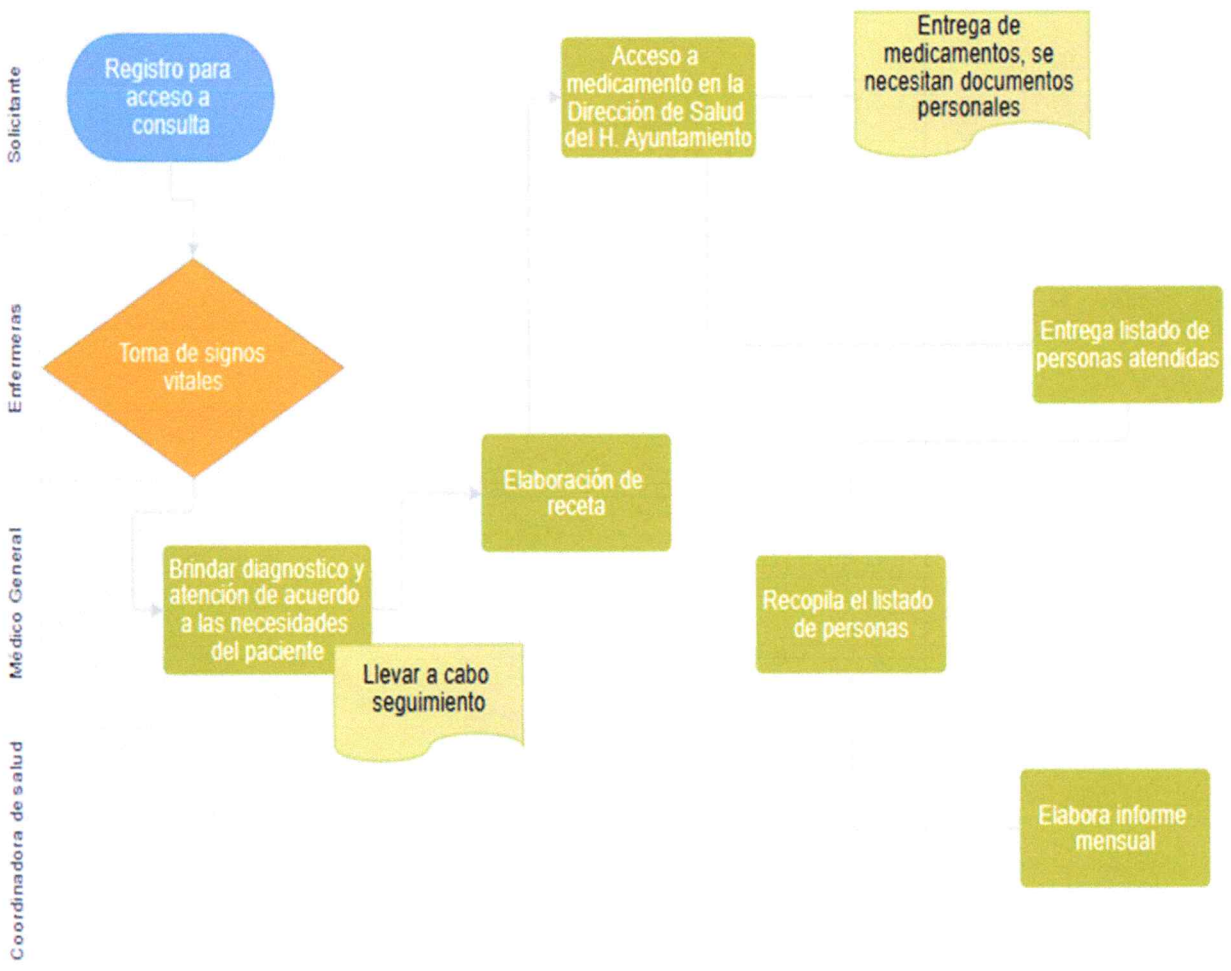 Solicitante
Registro para
acceso a
consulta
Acceso a
medicamento en la
Dirección de Salud
del H. Ayuntamiento
Entrega de
medicamentos, se
necesitan documentos
personales
Enfermeras
Toma de signos
vitales
Entrega listado de
personas atendidas
Médico General
Elaboración de
receta
Brindar diagnostico y
atención de acuerdo
a las necesidades
del paciente
Llevar a cabo
seguimiento
Recopila el listado
de personas
Coordinadora de salud
Elabora informe
mensual